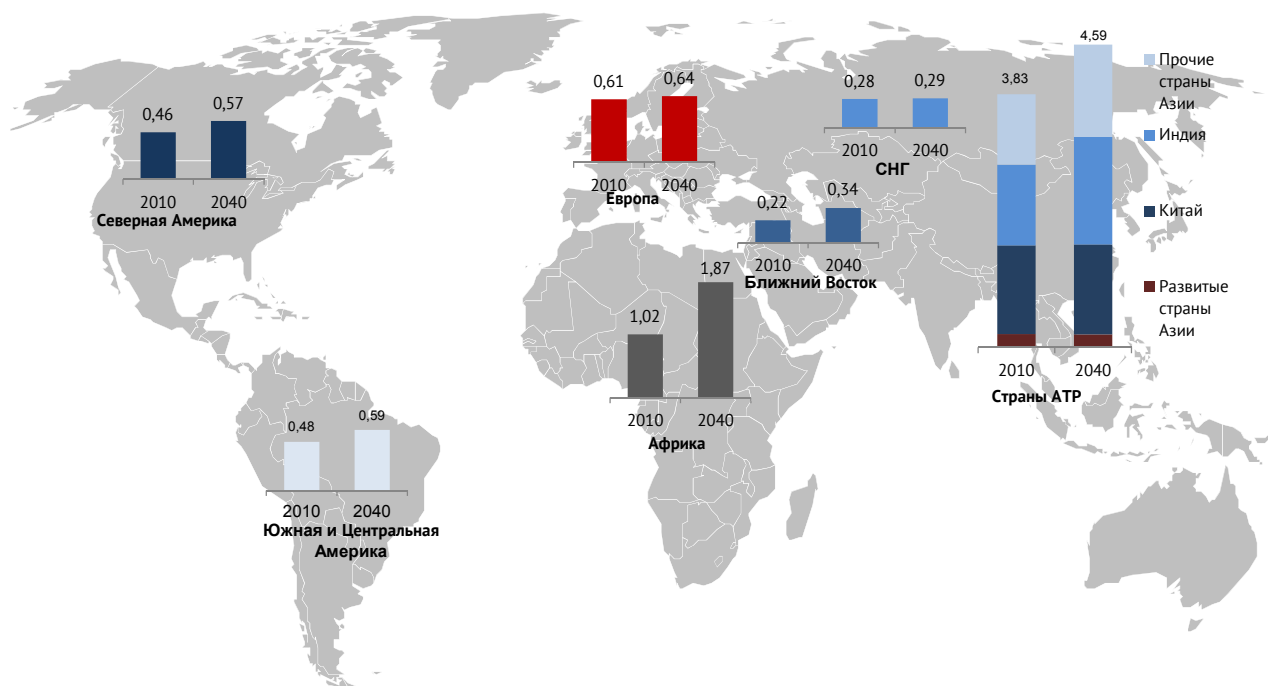 0,46
0,57
2010
2040
Северная Америка
0,61
0,64
2010
2040
Европа
0,28
0,29
2010
2040
СНГ
0,22
0,34
2010
2040
Ближний Восток
3,83
4,59
2010
2040
Страны АТР
Прочие
страны
Азии
Индия
Китай
Развитые
страны
Азии
1,02
1,87
2010
2040
Африка
0,48
0,59
2010
2040
Южная и Центральная
Америка